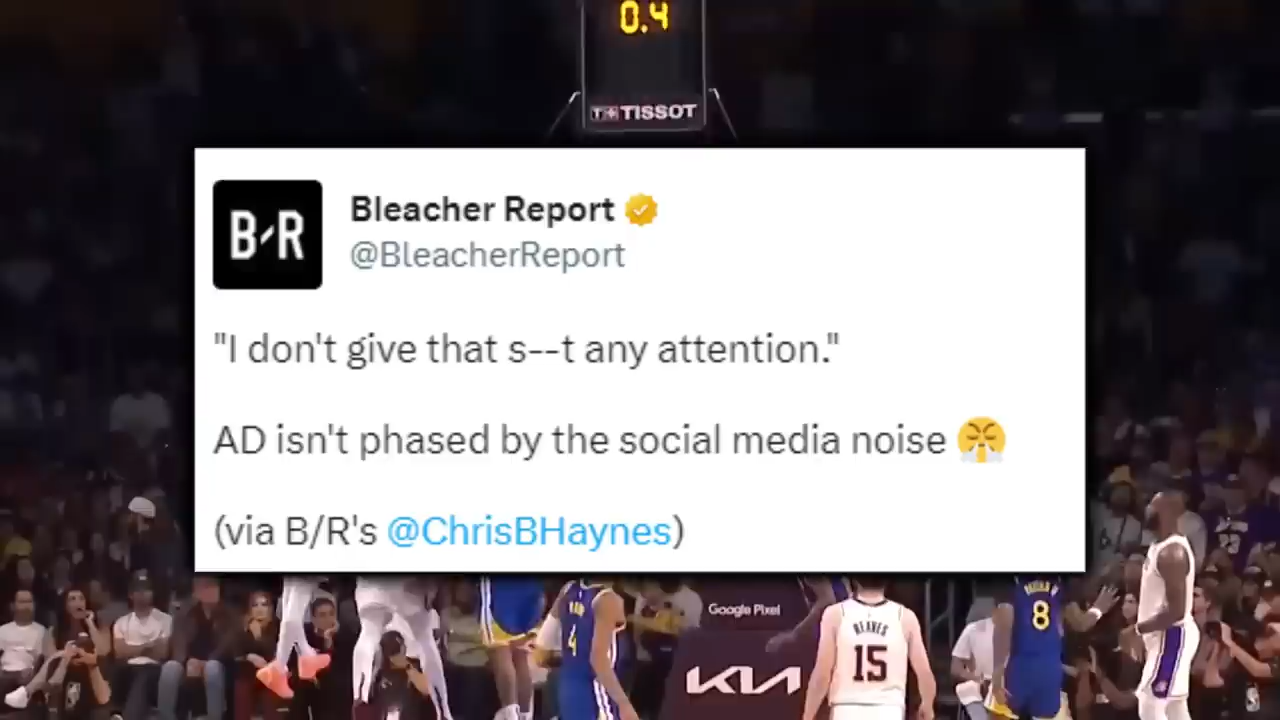 0.4
TISSOT
B/R
Bleacher Report
@BleacherReport
"I don't give that s--t any attention."
AD isn't phased by the social media noise
(via B/R's @ChrisBHaynes)
Google Pixel
KIA
REAVES
15
4
8